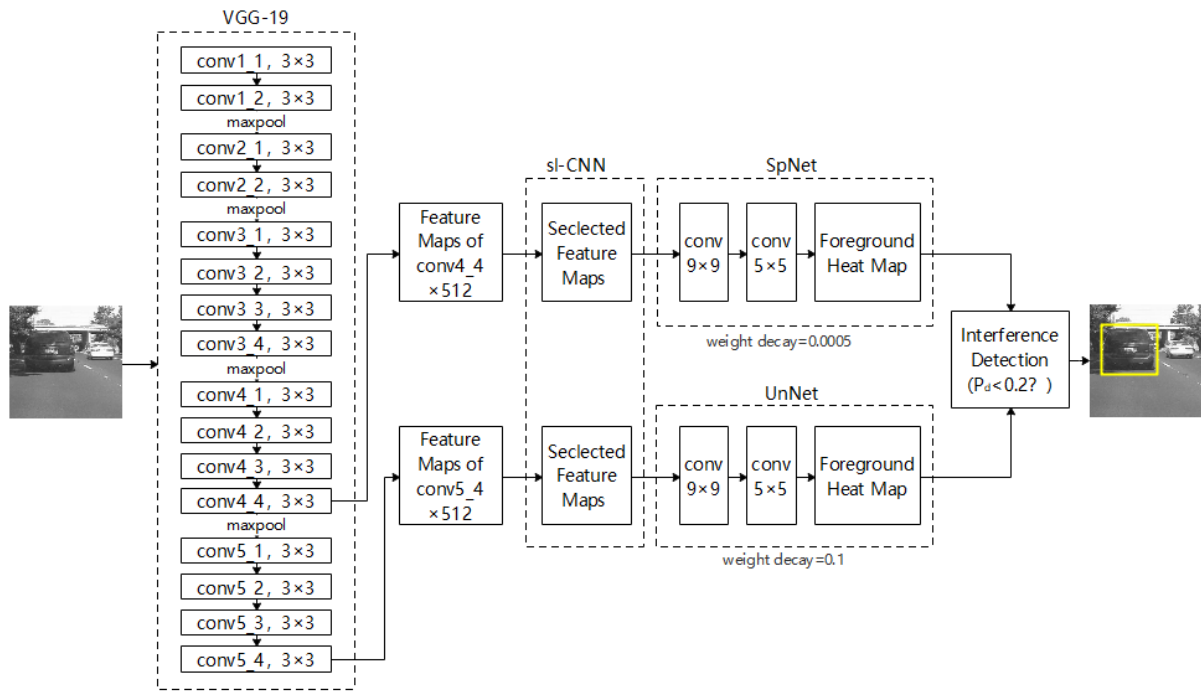 VGG-19
conv1_1, 3×3
conv1_2, 3×3
maxpool
conv2_1, 3×3
conv2_2, 3×3
maxpool
conv3_1, 3×3
conv3_2, 3×3
conv3_3, 3×3
conv3_4, 3×3
maxpool
conv4_1, 3×3
conv4_2, 3×3
conv4_3, 3×3
conv4_4, 3×3
maxpool
conv5_1, 3×3
conv5_2, 3×3
conv5_3, 3×3
conv5_4, 3×3
Feature
Maps of
conv4_4
×512
Feature
Maps of
conv5_4
×512
sl-CNN
Seclected
Feature
Maps
Seclected
Feature
Maps
SpNet
conv
9×9
conv
5×5
Foreground
Heat Map
weight decay=0.0005
UnNet
conv
9×9
conv
5×5
Foreground
Heat Map
weight decay=0.1
Interference
Detection
(Pd<0.2? )